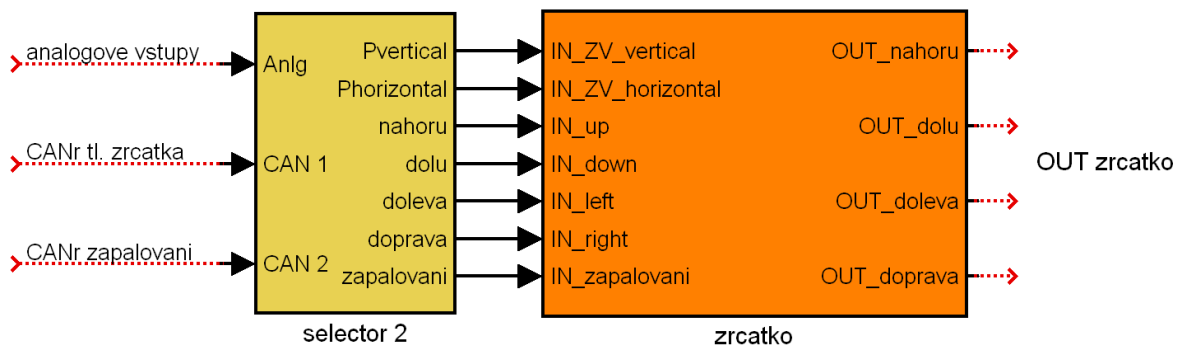 analogove vstupy
CANr tl. zrcatka
CANr zapalovani
Anlg
CAN 1
CAN 2
Pvertical
Phorizontal
nahoru
dolu
doleva
doprava
zapalovani
selector 2
IN_ZV_vertical
IN_ZV_horizontal
IN_up
IN_down
IN_left
IN_right
IN_zapalovani
OUT_nahoru
OUT_dolu
OUT_doleva
OUT_doprava
zrcatko
OUT zrcatko